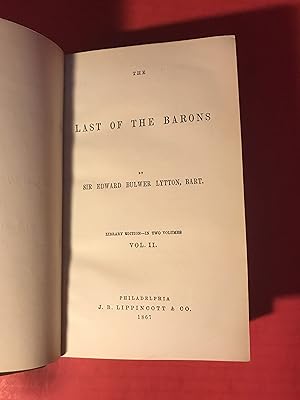 THE
LAST OF THE BARONS
BY
SIR EDWARD BULWER LYTTON, BART.
LIBRARY EDITION—IN TWO VOLUMES
VOL. II.
PHILADELPHIA
J. B. LIPPINCOTT & CO.
1867